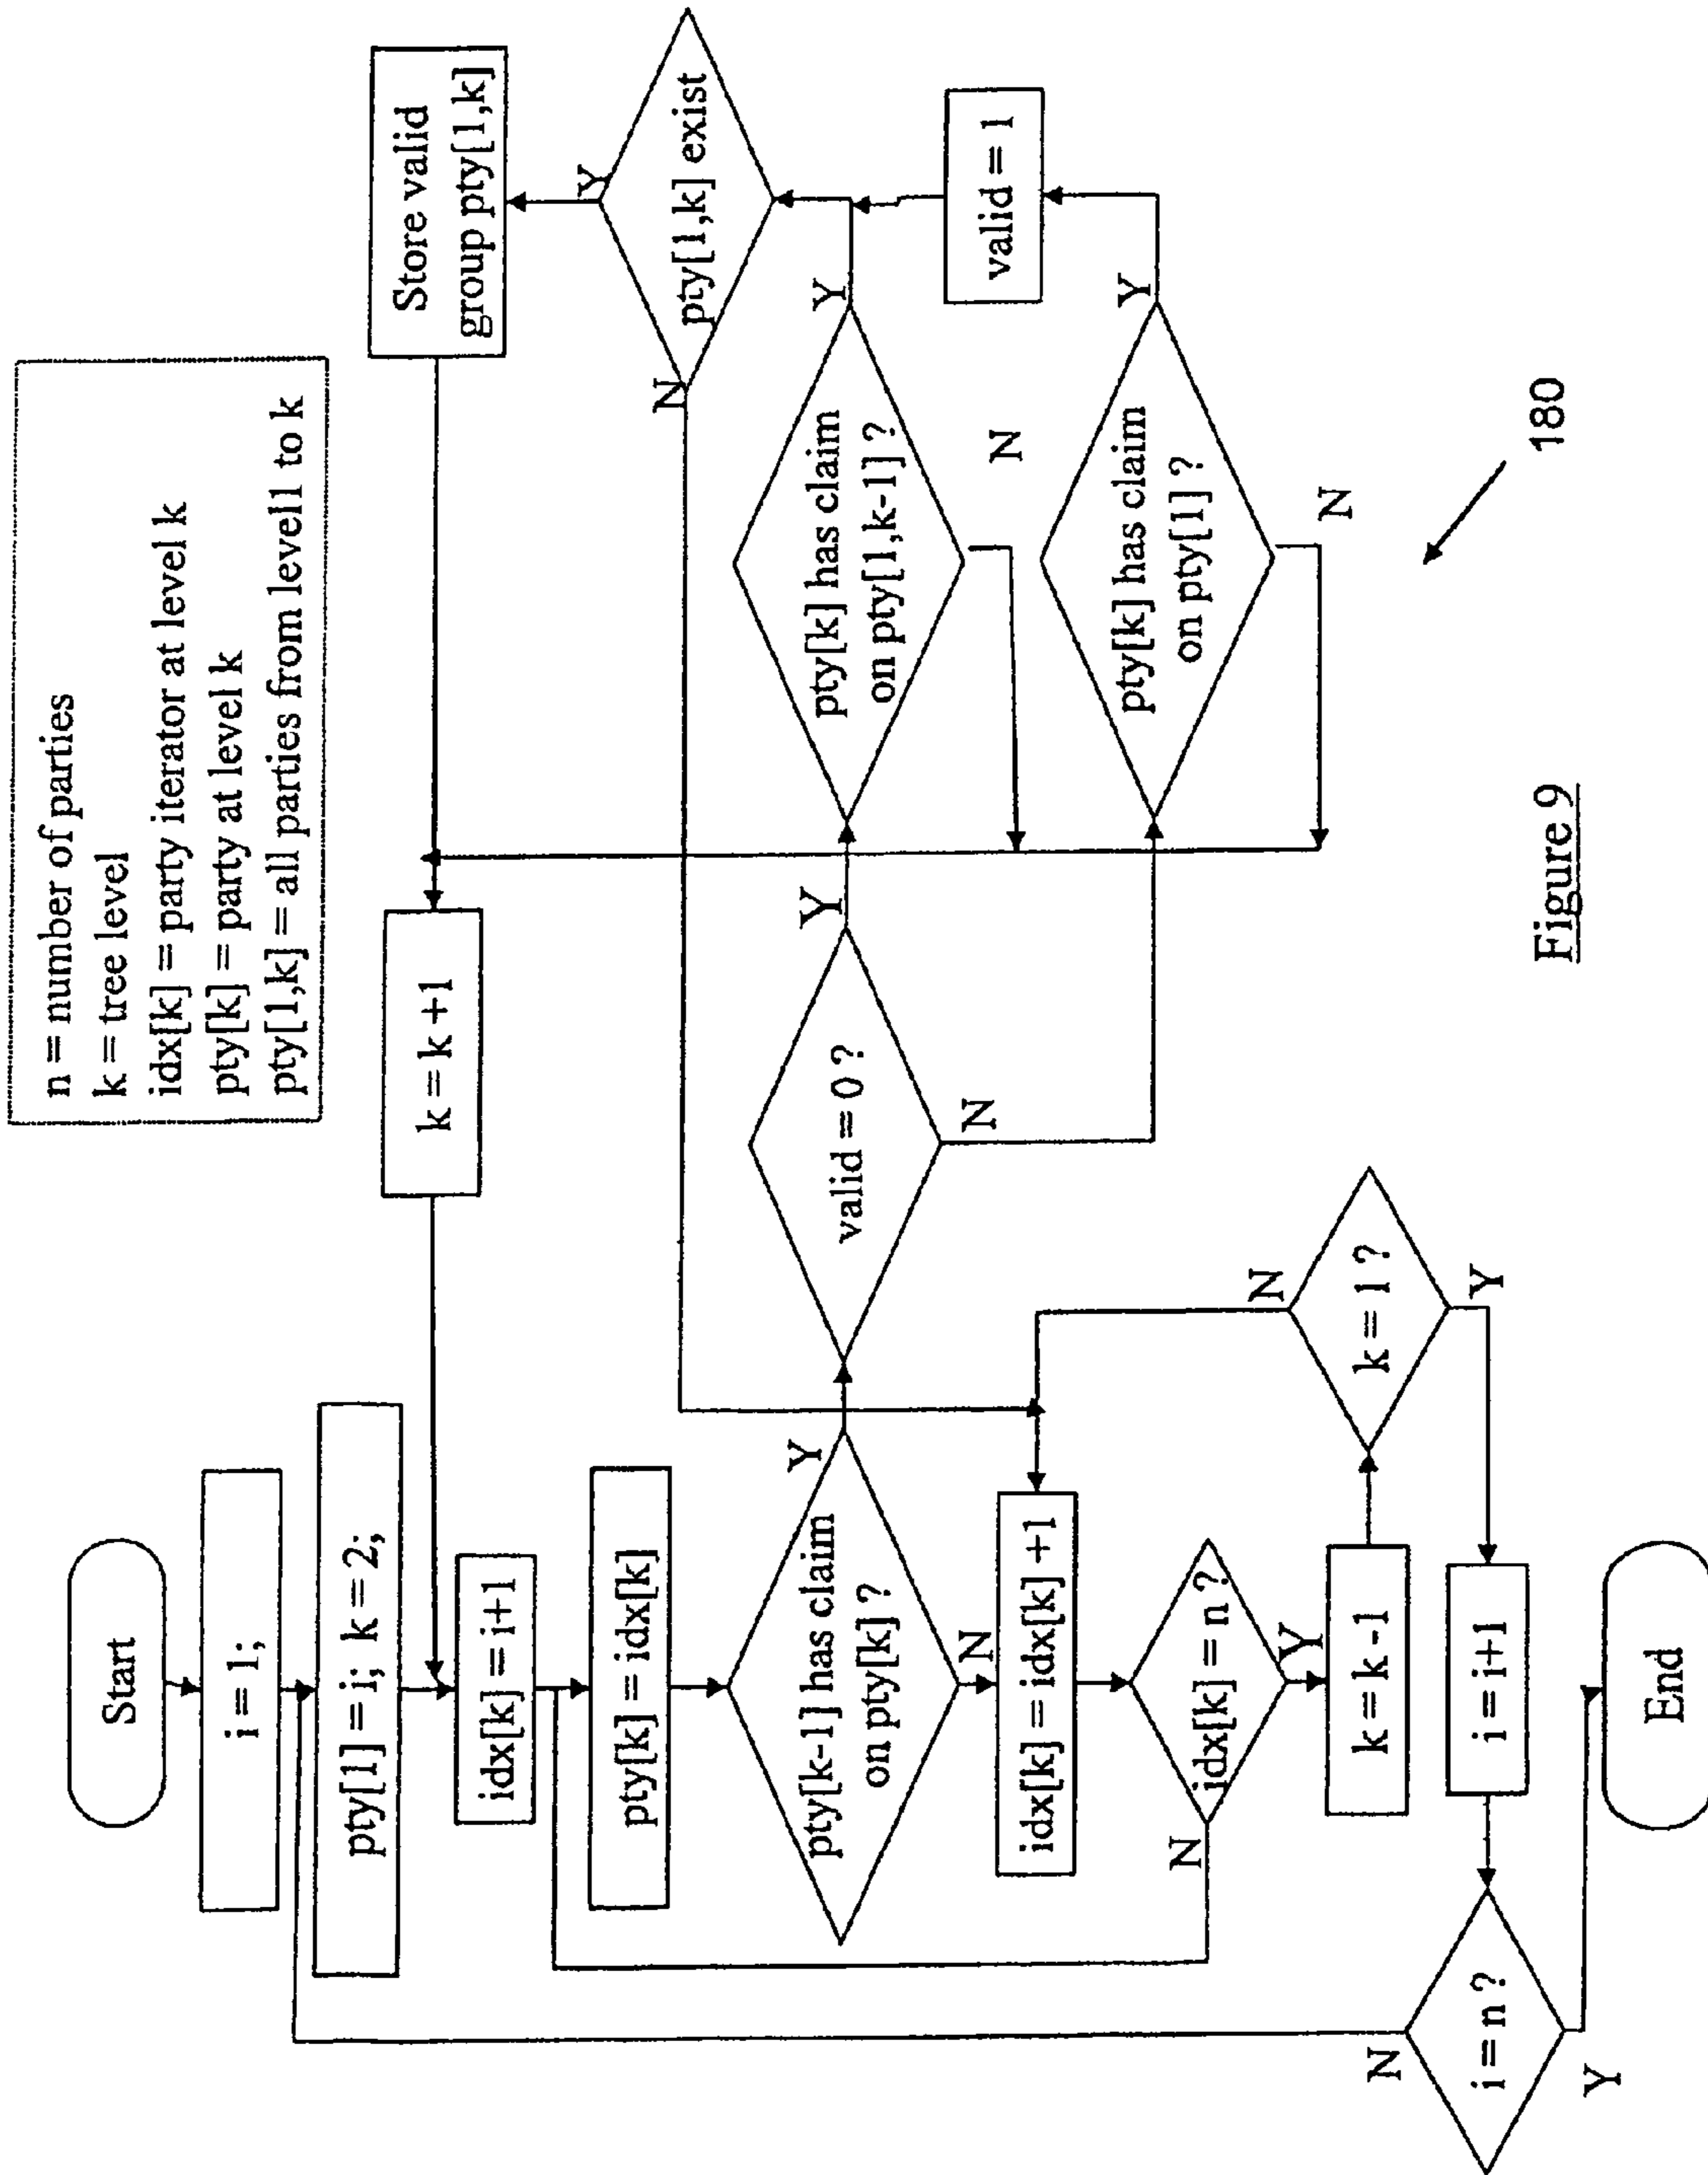 n = number of parties
k = tree level
idx[k] = party iterator at level k
pty[k] = party at level k
pty[1,k] = all parties from level1 to k
Start
i = 1;
pty[1] = i; k = 2;
idx[k] = i+1
k = k +1
Store valid
group pty[1,k]
pty[k] = idx[k]
pty[1,k] exist
Y
N
pty[k-1] has claim
on pty[k] ?
Y
N
valid = 0 ?
Y
N
pty[k] has claim
on pty[1,k-1] ?
Y
N
valid = 1
pty[k] has claim
on pty[1] ?
Y
N
idx[k] = idx[k] +1
idx[k] = n ?
N
Y
k = k -1
k = 1 ?
N
Y
i = i+1
i = n ?
N
Y
End
180
Figure 9